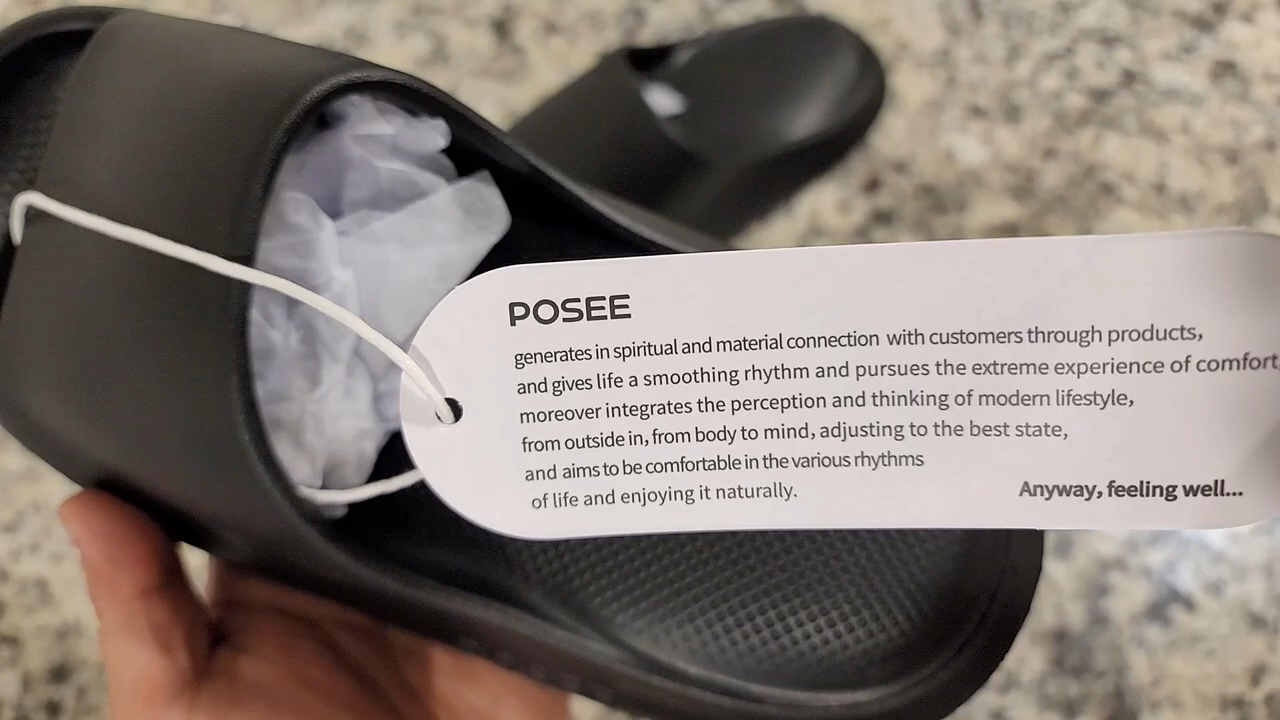 POSEE
generates in spiritual and material connection with customers through products,
and gives life a smoothing rhythm and pursues the extreme experience of comfort,
moreover integrates the perception and thinking of modern lifestyle,
from outside in, from body to mind, adjusting to the best state,
and aims to be comfortable in the various rhythms
of life and enjoying it naturally.
Anyway, feeling well...